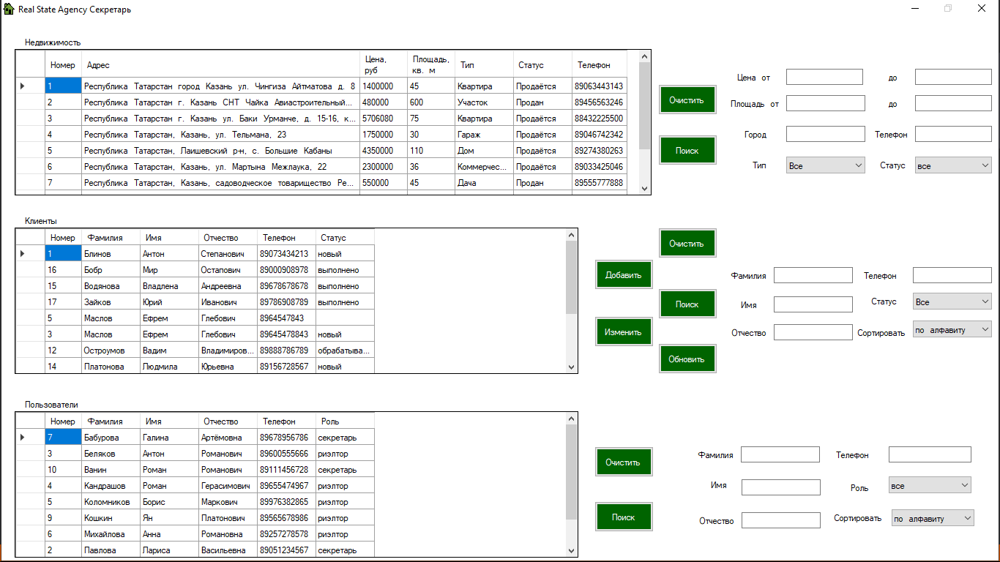 Real State Agency Секретарь
Недвижимость
Номер Адрес Цена, руб Площадь, кв. м Тип Статус Телефон
1 Республика Татарстан город Казань ул. Чингиза Айтматова д. 8 1400000 45 Квартира Продаётся 89063443143
2 Республика Татарстан г. Казань СНТ Чайка Авиастроительный... 480000 600 Участок Продан 89456563246
3 Республика Татарстан г. Казань ул. Баки Урманче, д. 15-16, к... 5706080 75 Квартира Продаётся 88432225500
4 Республика Татарстан, Казань, ул. Тельмана, 23 1750000 30 Гараж Продаётся 89046742342
5 Республика Татарстан, Лаишевский р-н, с. Большие Кабаны 4350000 110 Дом Продаётся 89274380263
6 Республика Татарстан, Казань, ул. Мартына Межлаука, 22 2300000 36 Коммерчес... Продаётся 89033425046
7 Республика Татарстан, Казань, садоводческое товарищество Ре... 550000 45 Дача Продан 89555777888
Очистить
Поиск
Цена от до
Площадь от до
Город Телефон
Тип Все Статус все
Клиенты
Номер Фамилия Имя Отчество Телефон Статус
1 Блинов Антон Степанович 89073434213 новый
16 Бобр Мир Остапович 89000908978 выполнено
15 Водянова Владлена Андреевна 89678678678 выполнено
17 Зайков Юрий Иванович 89786908789 выполнено
5 Маслов Ефрем Глебович 8964547843
3 Маслов Ефрем Глебович 89645478843 новый
12 Остроумов Вадим Владимиров... 89888786789 обрабатыва...
14 Платонова Людмила Юрьевна 89156728567 новый
Очистить
Добавить
Поиск
Изменить
Обновить
Фамилия Телефон
Имя Статус Все
Отчество Сортировать по алфавиту
Пользователи
Номер Фамилия Имя Отчество Телефон Роль
7 Бабурова Галина Артёмовна 89678956786 секретарь
3 Беляков Антон Романович 89600555666 риэлтор
10 Ванин Роман Романович 89111456728 секретарь
4 Кандрашов Роман Герасимович 89655474967 риэлтор
5 Коломников Борис Маркович 89976382865 риэлтор
9 Кошкин Ян Платонович 89565678986 риэлтор
6 Михайлова Анна Романовна 89257278578 риэлтор
2 Павлова Лариса Васильевна 89051234567 секретарь
Очистить
Поиск
Фамилия Телефон
Имя Роль все
Отчество Сортировать по алфавиту